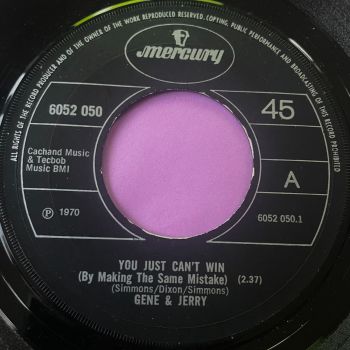 ALL RIGHTS OF THE RECORD PRODUCER AND OF THE OWNER OF THE WORK REPRODUCED RESERVED. COPYING, PUBLIC PERFORMANCE AND BROADCASTING OF THIS RECORD PROHIBITED
mercury
6052 050
45
Cachand Music
& Tecbob
Music BMI
A
℗ 1970
6052 050.1
YOU JUST CAN'T WIN
(By Making The Same Mistake) (2.37)
(Simmons/Dixon/Simmons)
GENE & JERRY